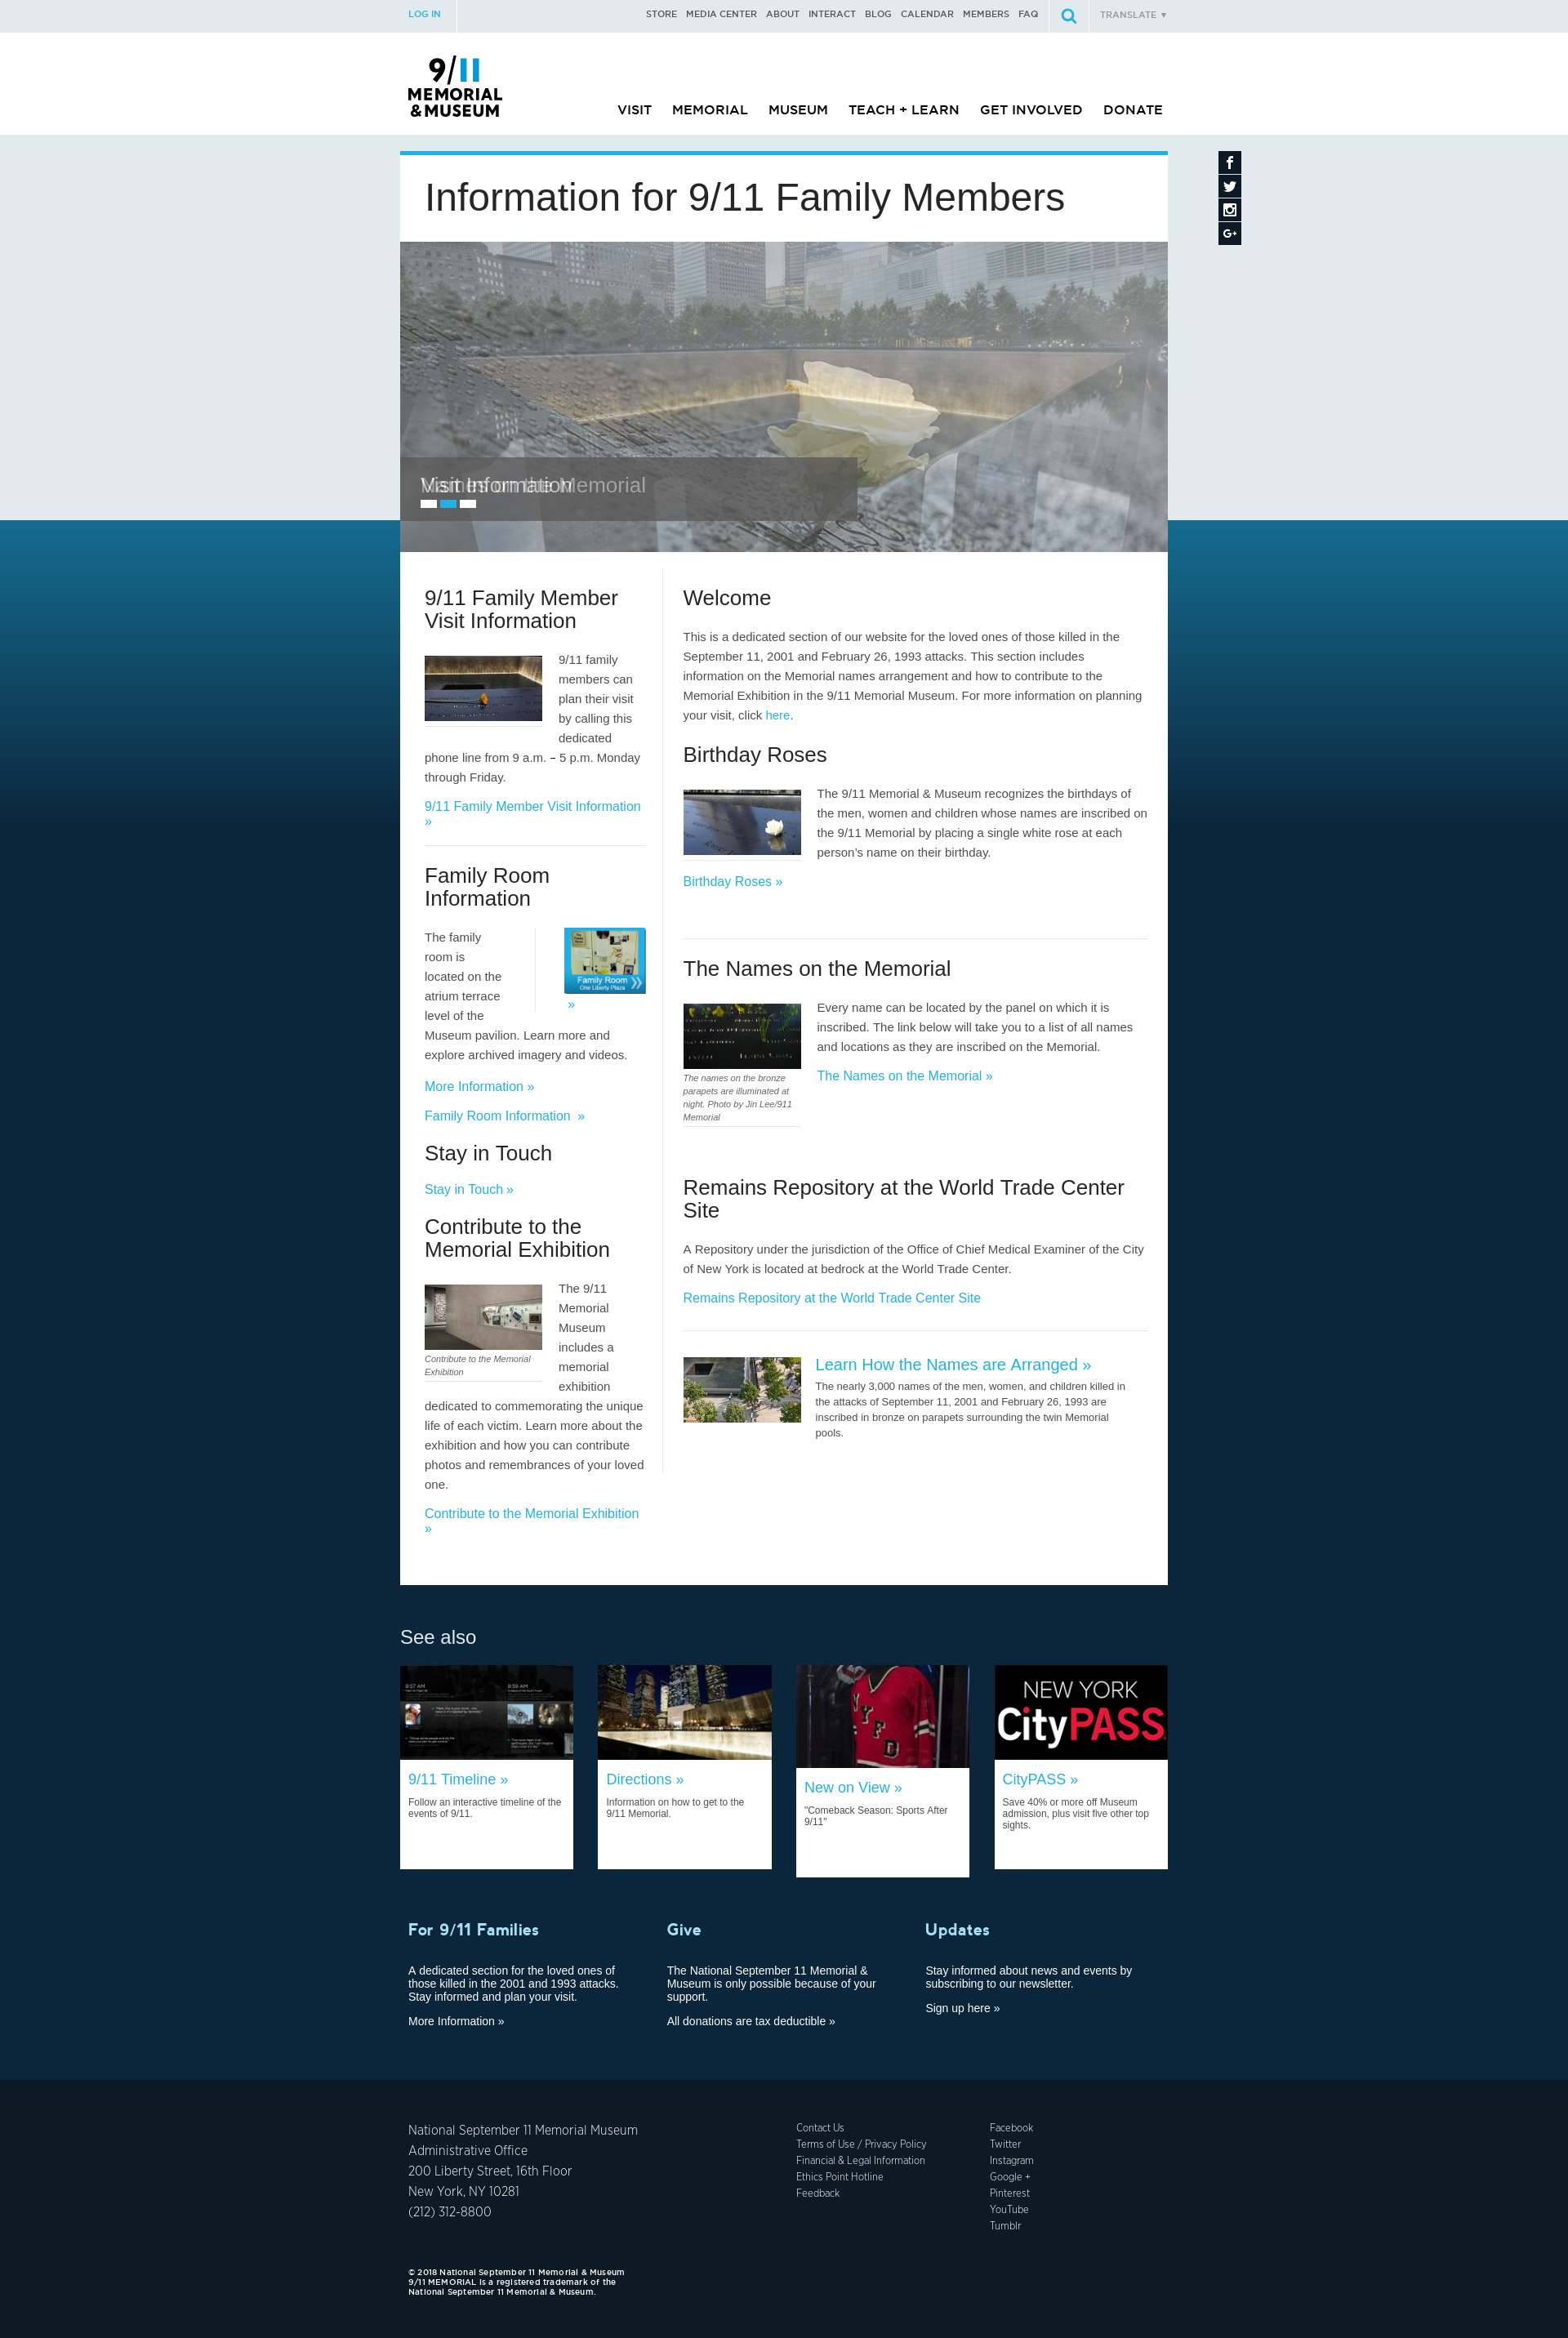 LOG IN
STORE MEDIA CENTER ABOUT INTERACT BLOG CALENDAR MEMBERS FAQ
TRANSLATE ▼
9/11
MEMORIAL
& MUSEUM
VISIT MEMORIAL MUSEUM TEACH + LEARN GET INVOLVED DONATE
Information for 9/11 Family Members
Visit Information
Names on the Memorial
9/11 Family Member
Visit Information
9/11 family
members can
plan their visit
by calling this
dedicated
phone line from 9 a.m. – 5 p.m. Monday
through Friday.
9/11 Family Member Visit Information
»
Family Room
Information
The family
room is
located on the
atrium terrace
level of the
Museum pavilion. Learn more and
explore archived imagery and videos.
Family Room
One Liberty Plaza
»
More Information »
Family Room Information »
Stay in Touch
Stay in Touch »
Contribute to the
Memorial Exhibition
The 9/11
Memorial
Museum
includes a
memorial
exhibition
Contribute to the Memorial
Exhibition
dedicated to commemorating the unique
life of each victim. Learn more about the
exhibition and how you can contribute
photos and remembrances of your loved
one.
Contribute to the Memorial Exhibition
»
Welcome
This is a dedicated section of our website for the loved ones of those killed in the
September 11, 2001 and February 26, 1993 attacks. This section includes
information on the Memorial names arrangement and how to contribute to the
Memorial Exhibition in the 9/11 Memorial Museum. For more information on planning
your visit, click here.
Birthday Roses
The 9/11 Memorial & Museum recognizes the birthdays of
the men, women and children whose names are inscribed on
the 9/11 Memorial by placing a single white rose at each
person’s name on their birthday.
Birthday Roses »
The Names on the Memorial
Every name can be located by the panel on which it is
inscribed. The link below will take you to a list of all names
and locations as they are inscribed on the Memorial.
The Names on the Memorial »
The names on the bronze
parapets are illuminated at
night. Photo by Jin Lee/911
Memorial
Remains Repository at the World Trade Center
Site
A Repository under the jurisdiction of the Office of Chief Medical Examiner of the City
of New York is located at bedrock at the World Trade Center.
Remains Repository at the World Trade Center Site
Learn How the Names are Arranged »
The nearly 3,000 names of the men, women, and children killed in
the attacks of September 11, 2001 and February 26, 1993 are
inscribed in bronze on parapets surrounding the twin Memorial
pools.
See also
9:57 AM
9:59 AM
NYFD
NEW YORK
CityPASS
9/11 Timeline »
Follow an interactive timeline of the
events of 9/11.
Directions »
Information on how to get to the
9/11 Memorial.
New on View »
"Comeback Season: Sports After
9/11"
CityPASS »
Save 40% or more off Museum
admission, plus visit five other top
sights.
For 9/11 Families
A dedicated section for the loved ones of
those killed in the 2001 and 1993 attacks.
Stay informed and plan your visit.
More Information »
Give
The National September 11 Memorial &
Museum is only possible because of your
support.
All donations are tax deductible »
Updates
Stay informed about news and events by
subscribing to our newsletter.
Sign up here »
National September 11 Memorial Museum
Administrative Office
200 Liberty Street, 16th Floor
New York, NY 10281
(212) 312-8800
Contact Us
Terms of Use / Privacy Policy
Financial & Legal Information
Ethics Point Hotline
Feedback
Facebook
Twitter
Instagram
Google +
Pinterest
YouTube
Tumblr
© 2018 National September 11 Memorial & Museum
9/11 MEMORIAL is a registered trademark of the
National September 11 Memorial & Museum.